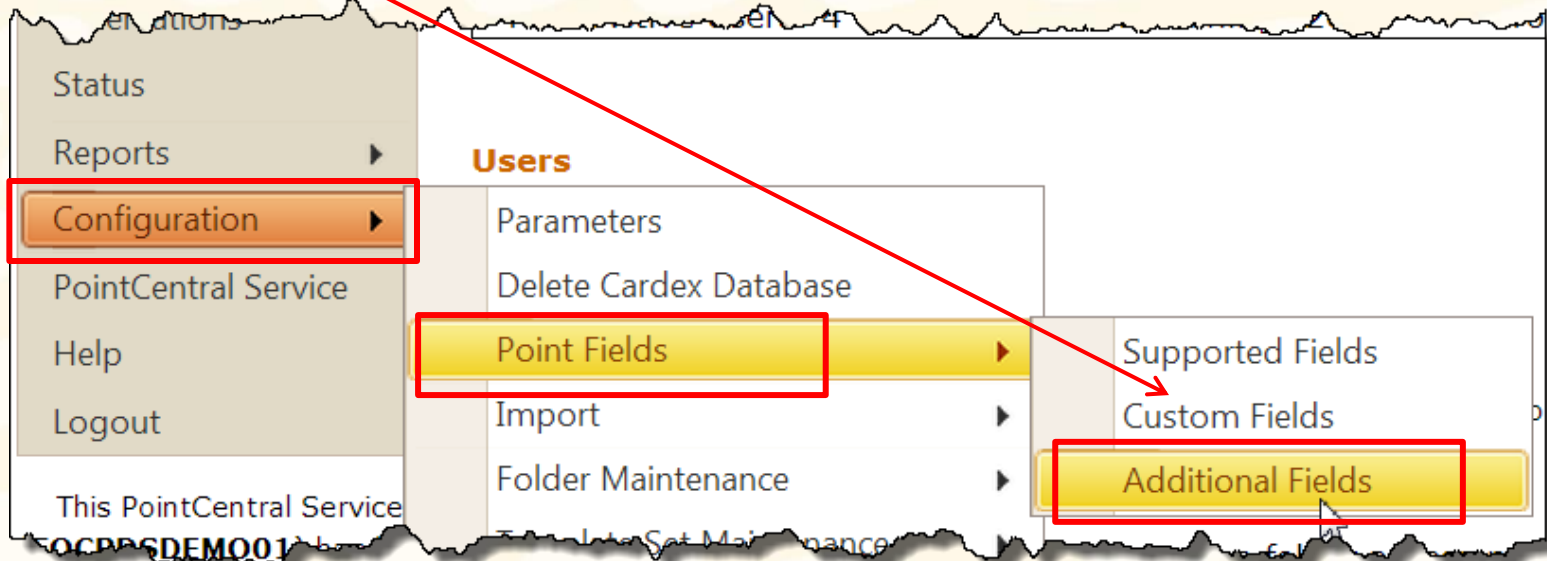 Status
Reports
Users
Configuration
Parameters
PointCentral Service
Delete Cardex Database
Help
Point Fields
Supported Fields
Logout
Import
Custom Fields
Folder Maintenance
Additional Fields
This PointCentral Service